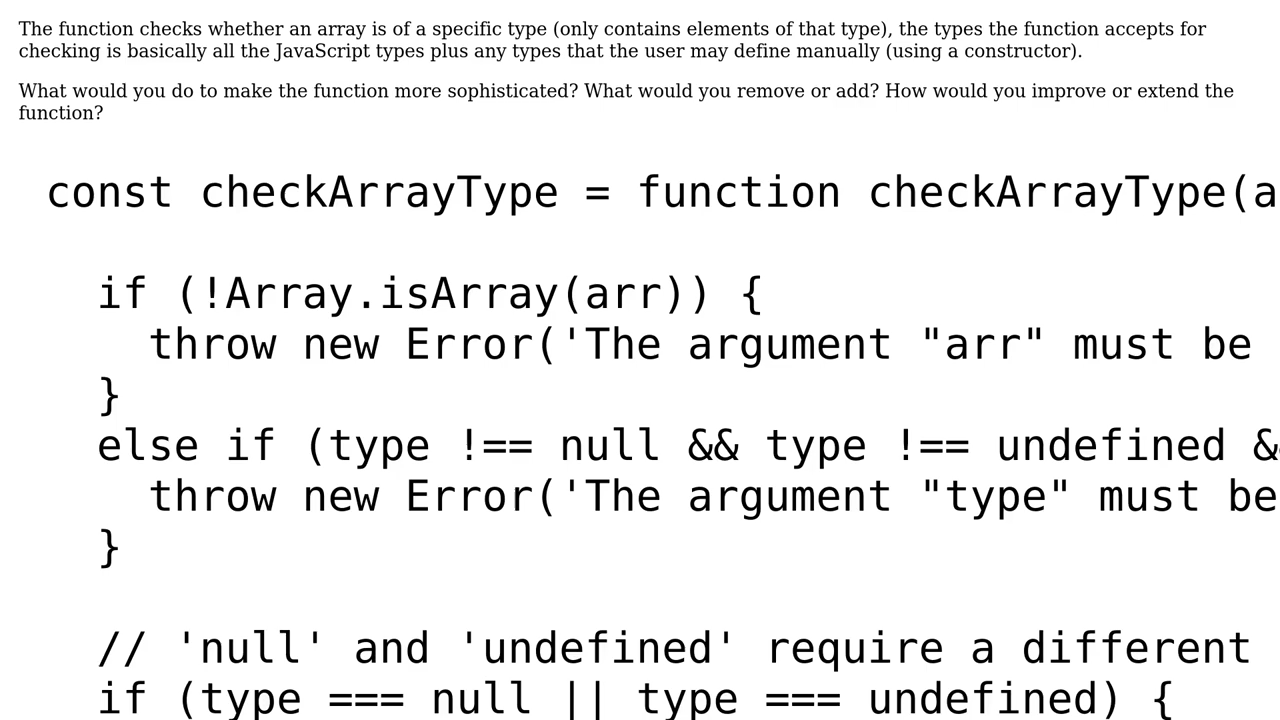 The function checks whether an array is of a specific type (only contains elements of that type), the types the function accepts for
checking is basically all the JavaScript types plus any types that the user may define manually (using a constructor).
What would you do to make the function more sophisticated? What would you remove or add? How would you improve or extend the
function?
const checkArrayType = function checkArrayType(a
if (!Array.isArray(arr)) {
throw new Error('The argument "arr" must be
}
else if (type !== null && type !== undefined &
throw new Error('The argument "type" must be
}
// 'null' and 'undefined' require a different
if (type === null || type === undefined) {